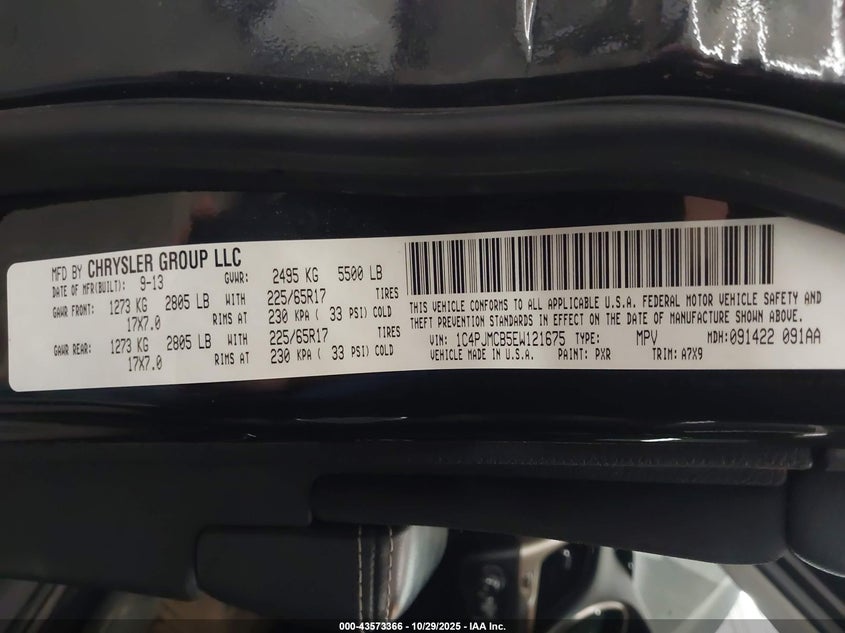 MFD BY CHRYSLER GROUP LLC
DATE OF MFR(BUILT): 9-13 GVWR: 2495 KG 5500 LB
GAWR FRONT: 1273 KG 2805 LB WITH 225/65R17 TIRES
17X7.0 RIMS AT 230 KPA ( 33 PSI) COLD
GAWR REAR: 1273 KG 2805 LB WITH 225/65R17 TIRES
17X7.0 RIMS AT 230 KPA ( 33 PSI) COLD
THIS VEHICLE CONFORMS TO ALL APPLICABLE U.S.A. FEDERAL MOTOR VEHICLE SAFETY AND
THEFT PREVENTION STANDARDS IN EFFECT ON THE DATE OF MANUFACTURE SHOWN ABOVE.
VIN: 1C4PJMCB5EW121675 TYPE: MPV MDH:091422 091AA
VEHICLE MADE IN U.S.A. PAINT: PXR TRIM: A7X9
000-43573366 - 10/29/2025 - IAA Inc.